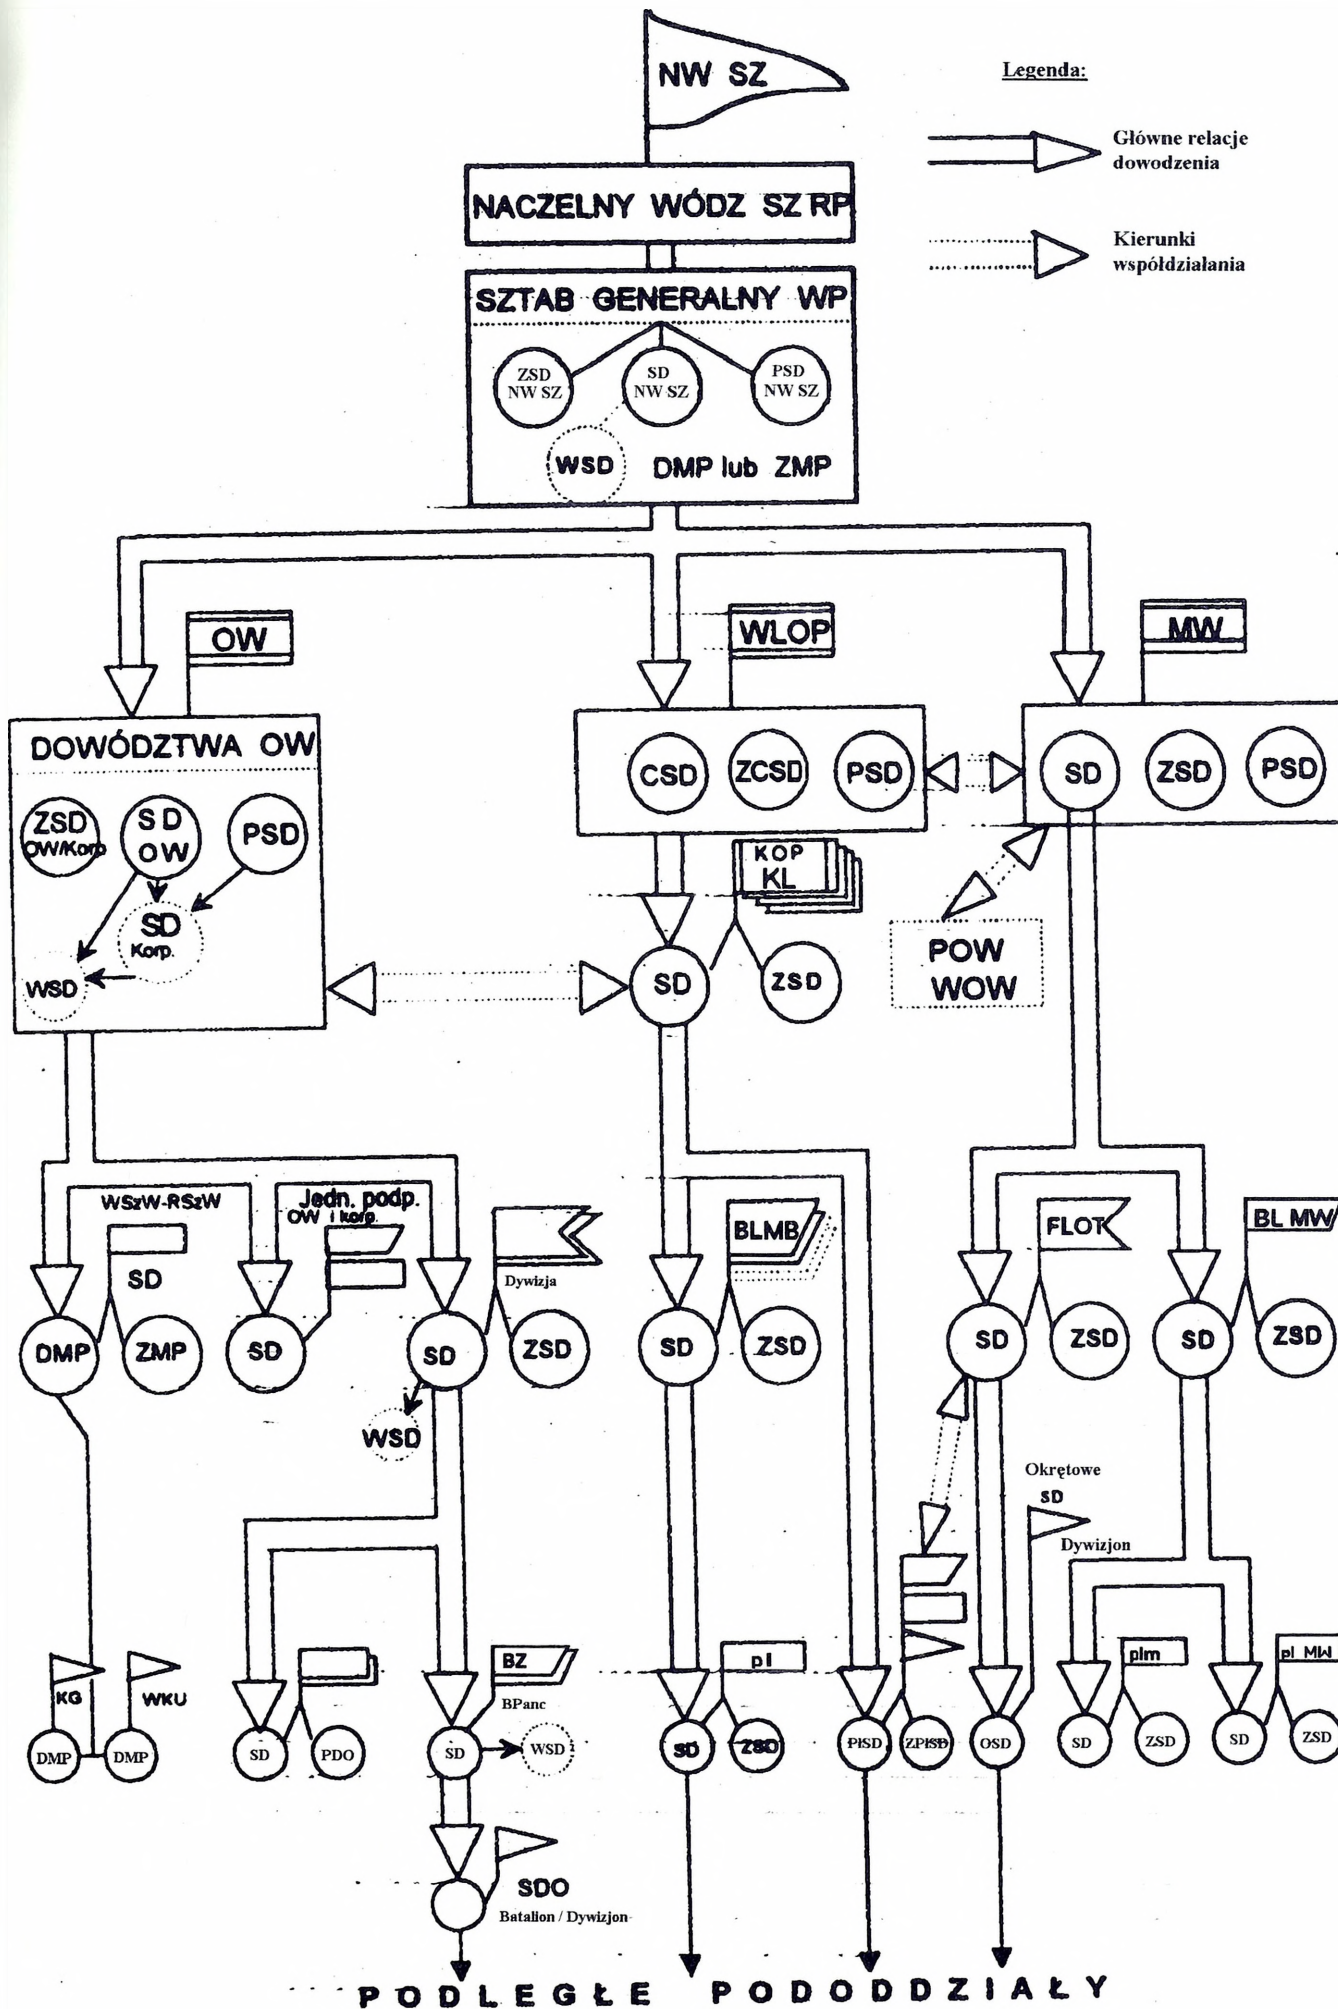 NW SZ
Legenda:
Główne relacje
dowodzenia
NACZELNY WÓDZ SZ RP
Kierunki
współdziałania
SZTAB GENERALNY WP
ZSD
NW SZ
SD
NW SZ
PSD
NW SZ
WSD
DMP lub ZMP
OW
WLOP
MW
DOWÓDZTWA OW
ZSD
OW/Korp
SD
OW
PSD
SD
Korp.
WSD
CSD
ZCSD
PSD
SD
ZSD
PSD
KOP
KL
SD
ZSD
POW
WOW
WSzW-RSzW
SD
DMP
ZMP
Jedn. podp.
OW i korp.
SD
Dywizja
SD
ZSD
WSD
BLMB
SD
ZSD
FLOT
SD
ZSD
BL MW
SD
ZSD
Okrętowe
SD
Dywizjon
KG
WKU
DMP
DMP
SD
PDO
BZ
BPanc
SD
WSD
pl
SD
ZSD
PISD
ZPISD
OSD
plm
SD
ZSD
pl MW
SD
ZSD
SDO
Batalion / Dywizjon
PODLEGŁE PODODDZIAŁY